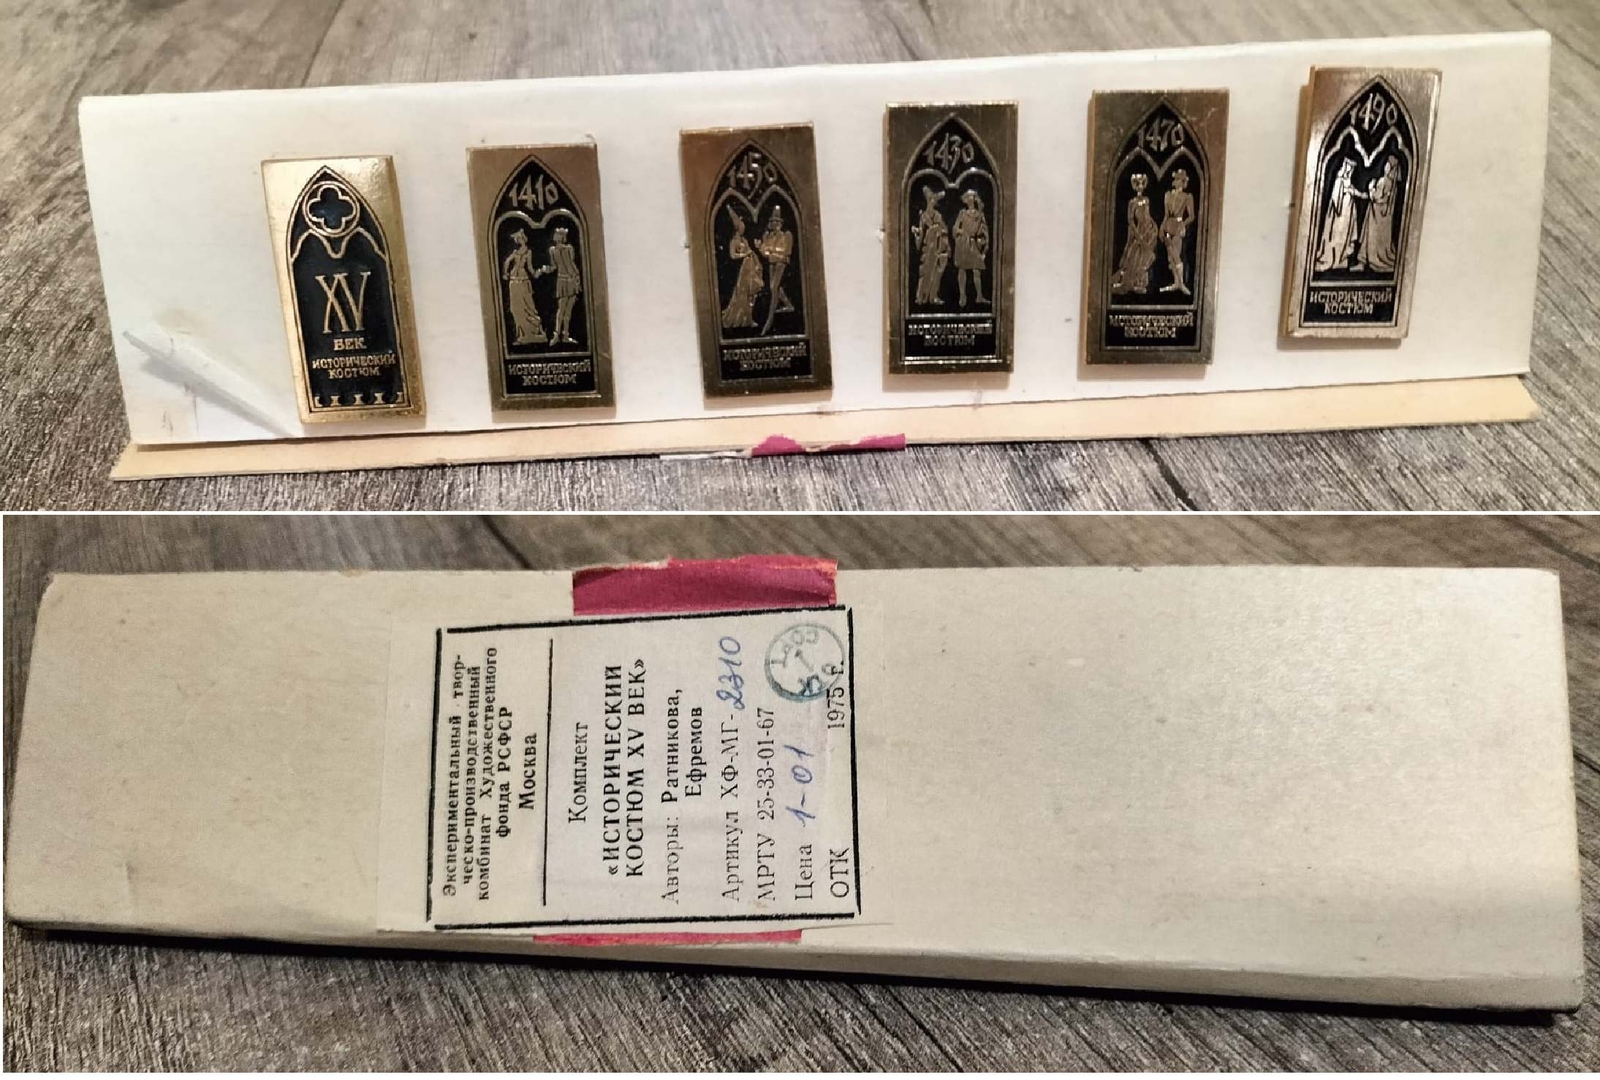 XV
ВЕК
ИСТОРИЧЕСКИЙ
КОСТЮМ
1410
ИСТОРИЧЕСКИЙ
КОСТЮМ
1450
ИСТОРИЧЕСКИЙ
КОСТЮМ
1430
ИСТОРИЧЕСКИЙ
КОСТЮМ
1470
ИСТОРИЧЕСКИЙ
КОСТЮМ
1490
ИСТОРИЧЕСКИЙ
КОСТЮМ
Экспериментальный твор-
ческо-производственный
комбинат Художественного
фонда РСФСР
Москва
Комплект
«ИСТОРИЧЕСКИЙ
КОСТЮМ XV ВЕК»
Авторы: Ратникова,
Ефремов
Артикул ХФ-МГ-2310
МРТУ 25-33-01-67
Цена 1-01
ОТК 1975 г.